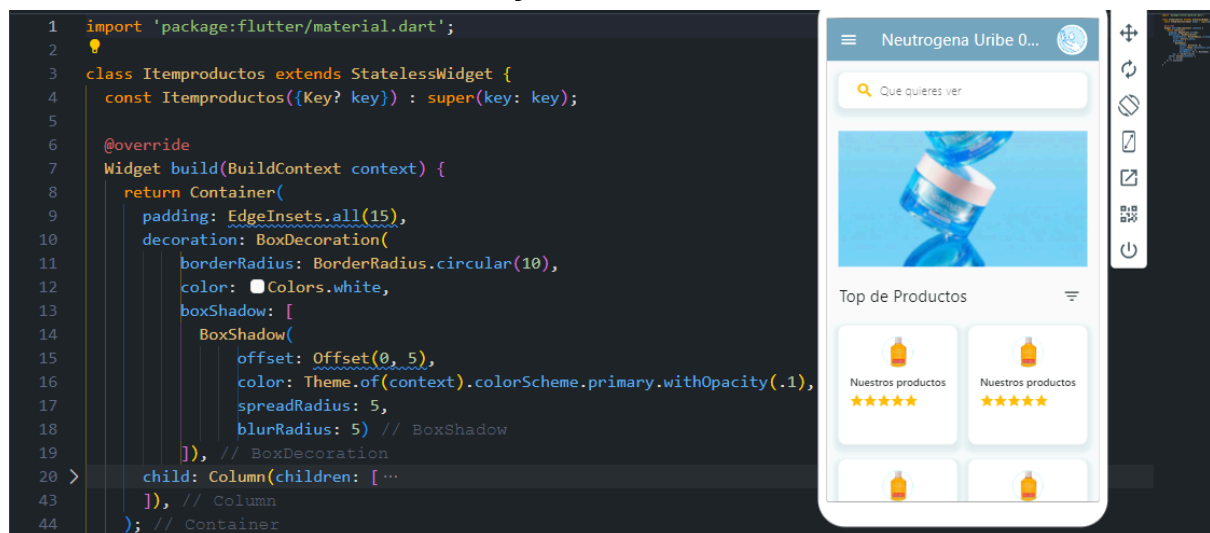 1 import 'package:flutter/material.dart';
2
3 class Itemproductos extends StatelessWidget {
4 const Itemproductos({Key? key}) : super(key: key);
5
6 @override
7 Widget build(BuildContext context) {
8 return Container(
9 padding: EdgeInsets.all(15),
10 decoration: BoxDecoration(
11 borderRadius: BorderRadius.circular(10),
12 color: Colors.white,
13 boxShadow: [
14 BoxShadow(
15 offset: Offset(0, 5),
16 color: Theme.of(context).colorScheme.primary.withOpacity(.1),
17 spreadRadius: 5,
18 blurRadius: 5) // BoxShadow
19 ]), // BoxDecoration
20 child: Column(children: [ ...
43 ]), // Column
44 ); // Container
Neutrogena Uribe 0...
Que quieres ver
Top de Productos
Nuestros productos
Nuestros productos